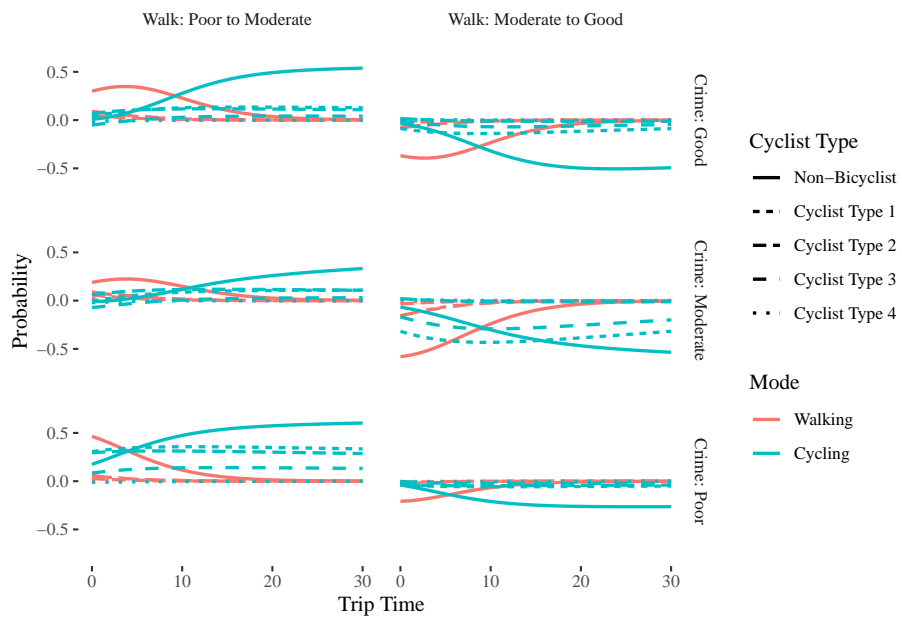 Walk: Poor to Moderate
Walk: Moderate to Good
0.5
0.0
−0.5
Crime: Good
0.5
0.0
−0.5
Crime: Moderate
0.5
0.0
−0.5
Crime: Poor
Probability
0
10
20
30
0
10
20
30
Trip Time
Cyclist Type
Non−Bicyclist
Cyclist Type 1
Cyclist Type 2
Cyclist Type 3
Cyclist Type 4
Mode
Walking
Cycling